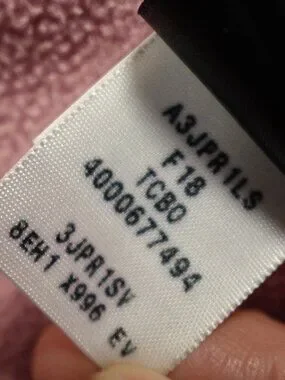 A3JPR1LS
F18
TCBO
4000677494
3JPR1SV
8EH1 X996 EV